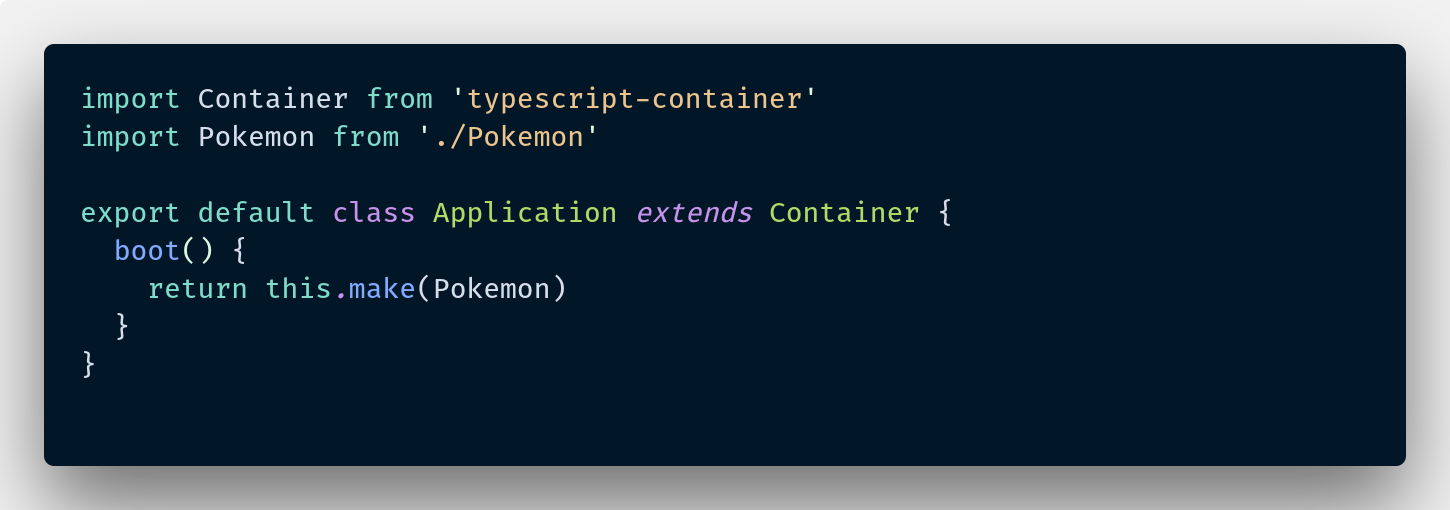 import Container from 'typescript-container'
import Pokemon from './Pokemon'

export default class Application extends Container {
  boot() {
    return this.make(Pokemon)
  }
}